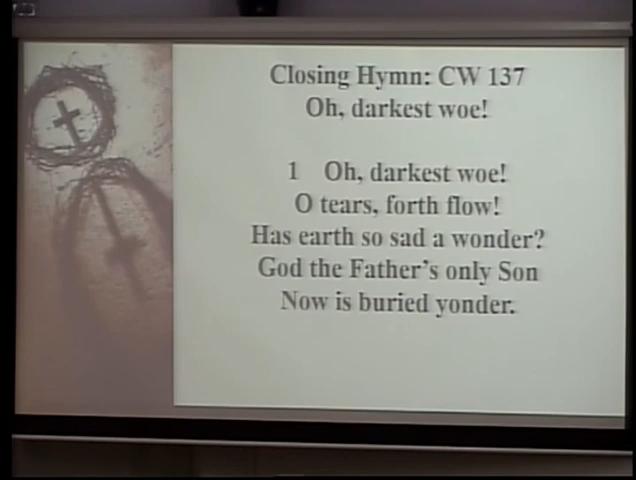 Closing Hymn: CW 137
Oh, darkest woe!
1 Oh, darkest woe!
O tears, forth flow!
Has earth so sad a wonder?
God the Father's only Son
Now is buried yonder.